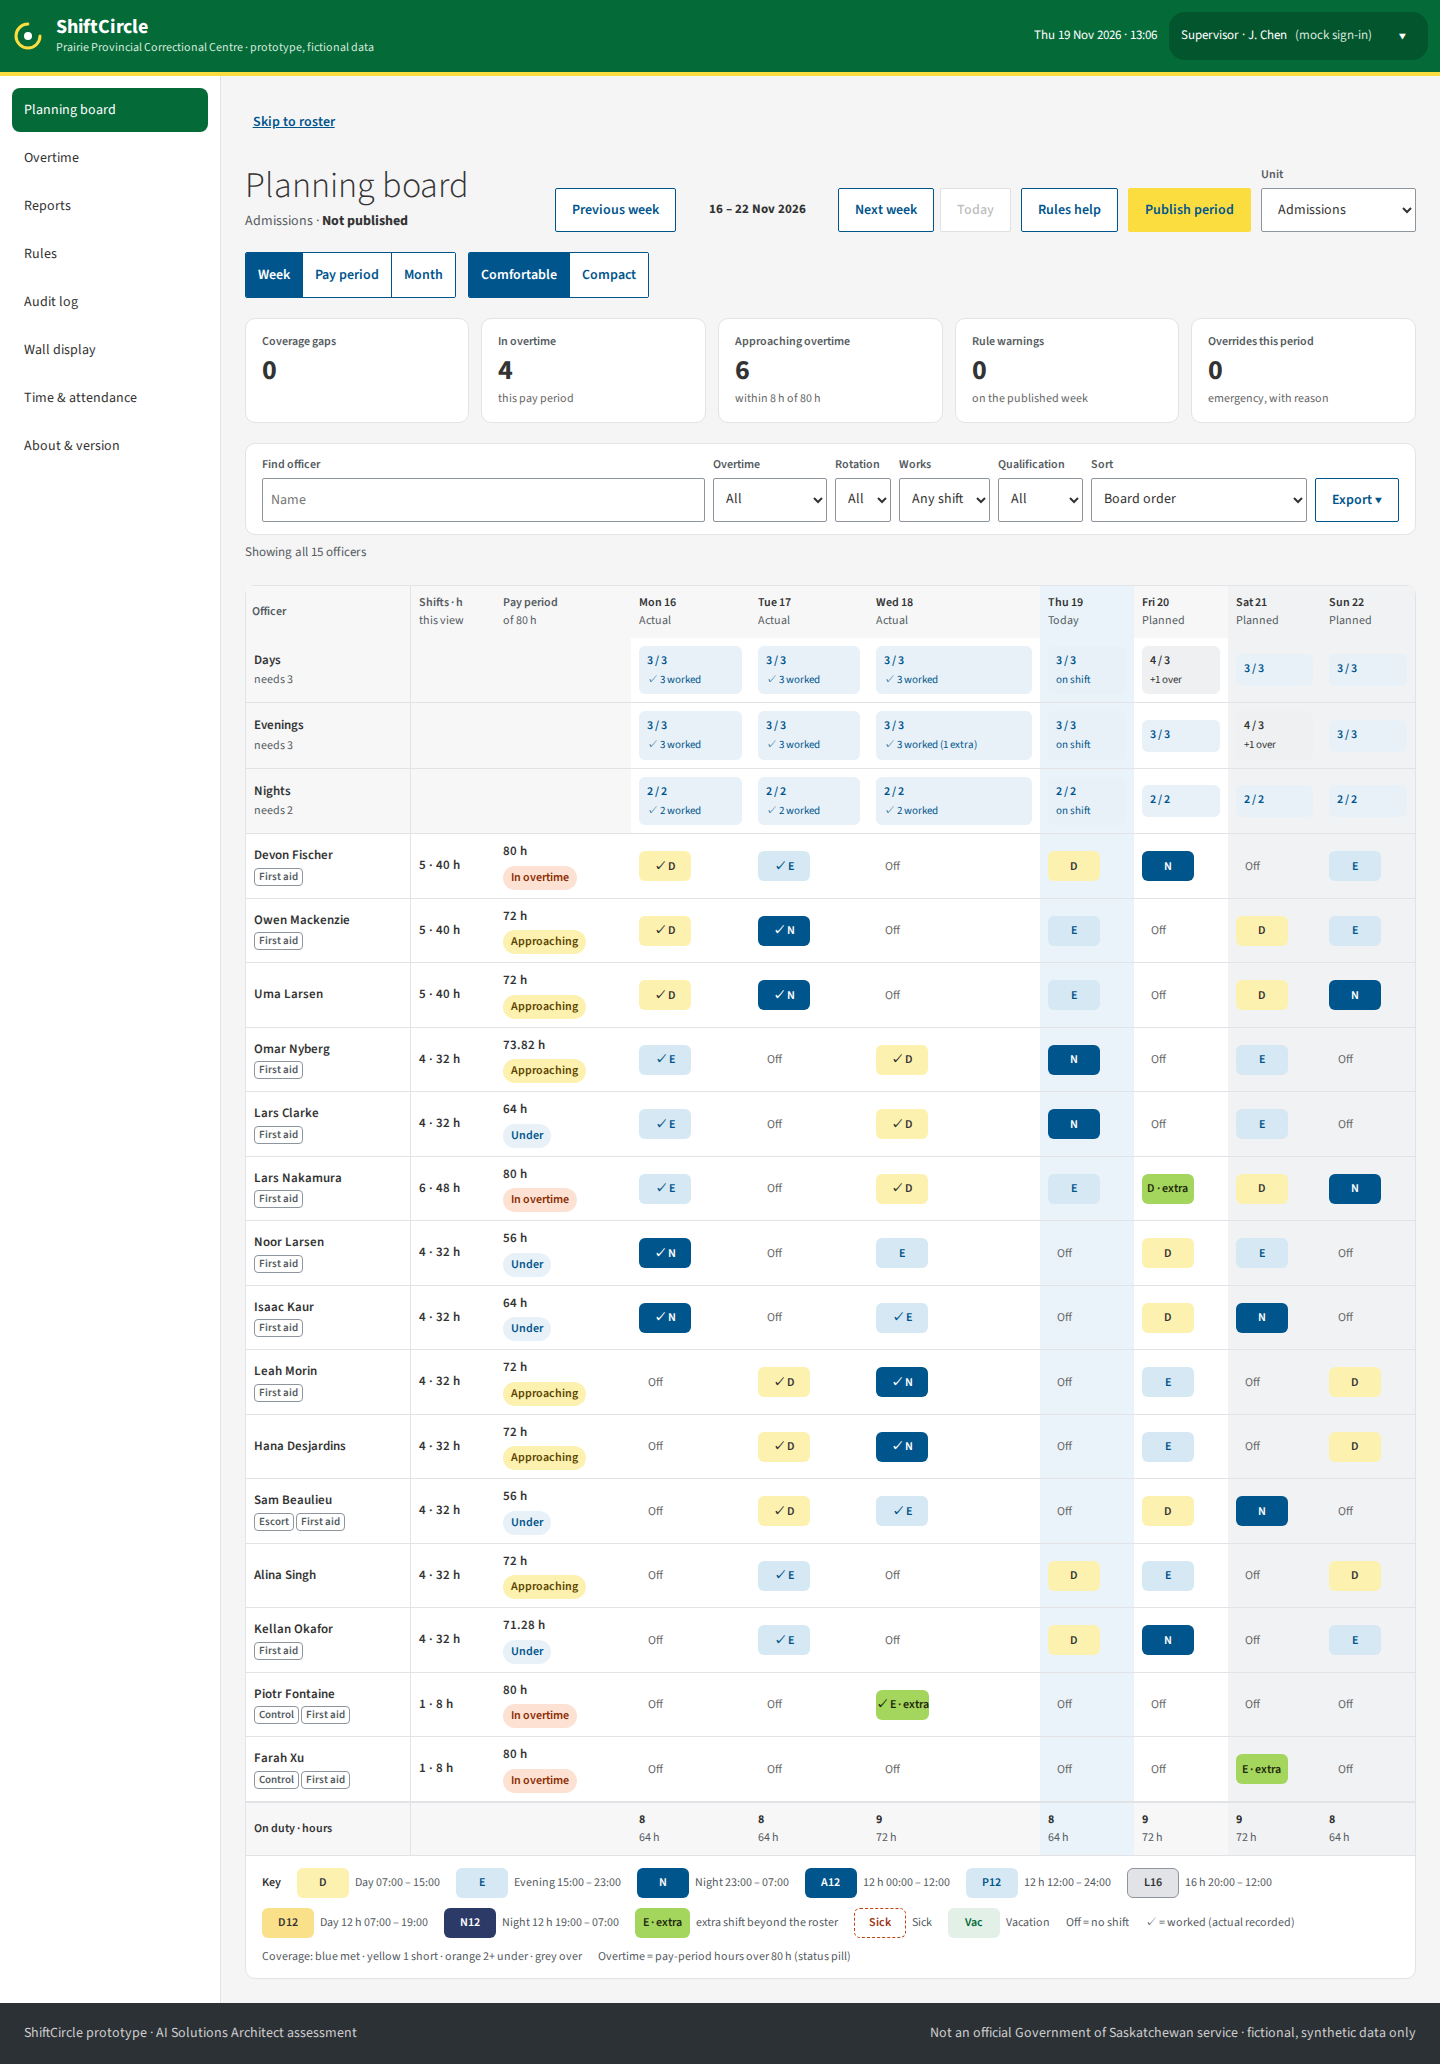 ShiftCircle
Prairie Provincial Correctional Centre · prototype, fictional data
Thu 19 Nov 2026 · 13:06
Supervisor · J. Chen (mock sign-in) ▾
Planning board
Overtime
Reports
Rules
Audit log
Wall display
Time & attendance
About & version
Skip to roster
Planning board
Admissions · Not published
Previous week
16 – 22 Nov 2026
Next week
Today
Rules help
Publish period
Unit
Admissions
Week Pay period Month
Comfortable Compact
Coverage gaps
0
In overtime
4
this pay period
Approaching overtime
6
within 8 h of 80 h
Rule warnings
0
on the published week
Overrides this period
0
emergency, with reason
Find officer Overtime Rotation Works Qualification Sort
Name All All Any shift All Board order Export ▾
Showing all 15 officers
Officer Shifts · h Pay period Mon 16 Tue 17 Wed 18 Thu 19 Fri 20 Sat 21 Sun 22
this view of 80 h Actual Actual Actual Today Planned Planned Planned
Days 3 / 3 3 / 3 3 / 3 3 / 3 4 / 3 3 / 3 3 / 3
needs 3 ✓ 3 worked ✓ 3 worked ✓ 3 worked on shift +1 over
Evenings 3 / 3 3 / 3 3 / 3 3 / 3 3 / 3 4 / 3 3 / 3
needs 3 ✓ 3 worked ✓ 3 worked ✓ 3 worked (1 extra) on shift +1 over
Nights 2 / 2 2 / 2 2 / 2 2 / 2 2 / 2 2 / 2 2 / 2
needs 2 ✓ 2 worked ✓ 2 worked ✓ 2 worked on shift
Devon Fischer 5 · 40 h 80 h ✓ D ✓ E Off D N Off E
First aid In overtime
Owen Mackenzie 5 · 40 h 72 h ✓ D ✓ N Off E Off D E
First aid Approaching
Uma Larsen 5 · 40 h 72 h ✓ D ✓ N Off E Off D N
Approaching
Omar Nyberg 4 · 32 h 73.82 h ✓ E Off ✓ D N Off E Off
First aid Approaching
Lars Clarke 4 · 32 h 64 h ✓ E Off ✓ D N Off E Off
First aid Under
Lars Nakamura 6 · 48 h 80 h ✓ E Off ✓ D E D · extra D N
First aid In overtime
Noor Larsen 4 · 32 h 56 h ✓ N Off E Off D E Off
First aid Under
Isaac Kaur 4 · 32 h 64 h ✓ N Off ✓ E Off D N Off
First aid Under
Leah Morin 4 · 32 h 72 h Off ✓ D ✓ N Off E Off D
First aid Approaching
Hana Desjardins 4 · 32 h 72 h Off ✓ D ✓ N Off E Off D
Approaching
Sam Beaulieu 4 · 32 h 56 h Off ✓ D ✓ E Off D N Off
Escort First aid Under
Alina Singh 4 · 32 h 72 h Off ✓ E Off D E Off D
Approaching
Kellan Okafor 4 · 32 h 71.28 h Off ✓ E Off D N Off E
First aid Under
Piotr Fontaine 1 · 8 h 80 h Off Off ✓ E · extra Off Off Off Off
Control First aid In overtime
Farah Xu 1 · 8 h 80 h Off Off Off Off Off E · extra Off
Control First aid In overtime
On duty · hours 8 8 9 8 9 9 8
64 h 64 h 72 h 64 h 72 h 72 h 64 h
Key D Day 07:00 – 15:00 E Evening 15:00 – 23:00 N Night 23:00 – 07:00 A12 12 h 00:00 – 12:00 P12 12 h 12:00 – 24:00 L16 16 h 20:00 – 12:00
D12 Day 12 h 07:00 – 19:00 N12 Night 12 h 19:00 – 07:00 E · extra extra shift beyond the roster Sick Sick Vac Vacation Off = no shift ✓ = worked (actual recorded)
Coverage: blue met · yellow 1 short · orange 2+ under · grey over Overtime = pay-period hours over 80 h (status pill)
ShiftCircle prototype · AI Solutions Architect assessment
Not an official Government of Saskatchewan service · fictional, synthetic data only